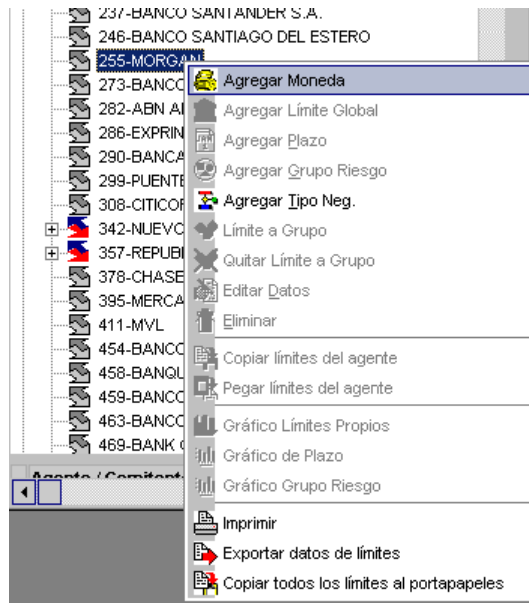 237-BANCO SANTANDER S.A.
246-BANCO SANTIAGO DEL ESTERO
255-MORGAN
273-BANCO
282-ABN
286-EXPRIN
290-BANCA
299-PUENTE
308-CITICO
342-NUEVO
357-REPUB
378-CHASE
395-MERCA
411-MVL
454-BANCO
458-BANQU
459-BANCO
463-BANCO
469-BANK
Agente / Comitente
Agregar Moneda
Agregar Límite Global
Agregar Plazo
Agregar Grupo Riesgo
Agregar Tipo Neg.
Límite a Grupo
Quitar Límite a Grupo
Editar Datos
Eliminar
Copiar límites del agente
Pegar límites del agente
Gráfico Límites Propios
Gráfico de Plazo
Gráfico Grupo Riesgo
Imprimir
Exportar datos de límites
Copiar todos los límites al portapapeles